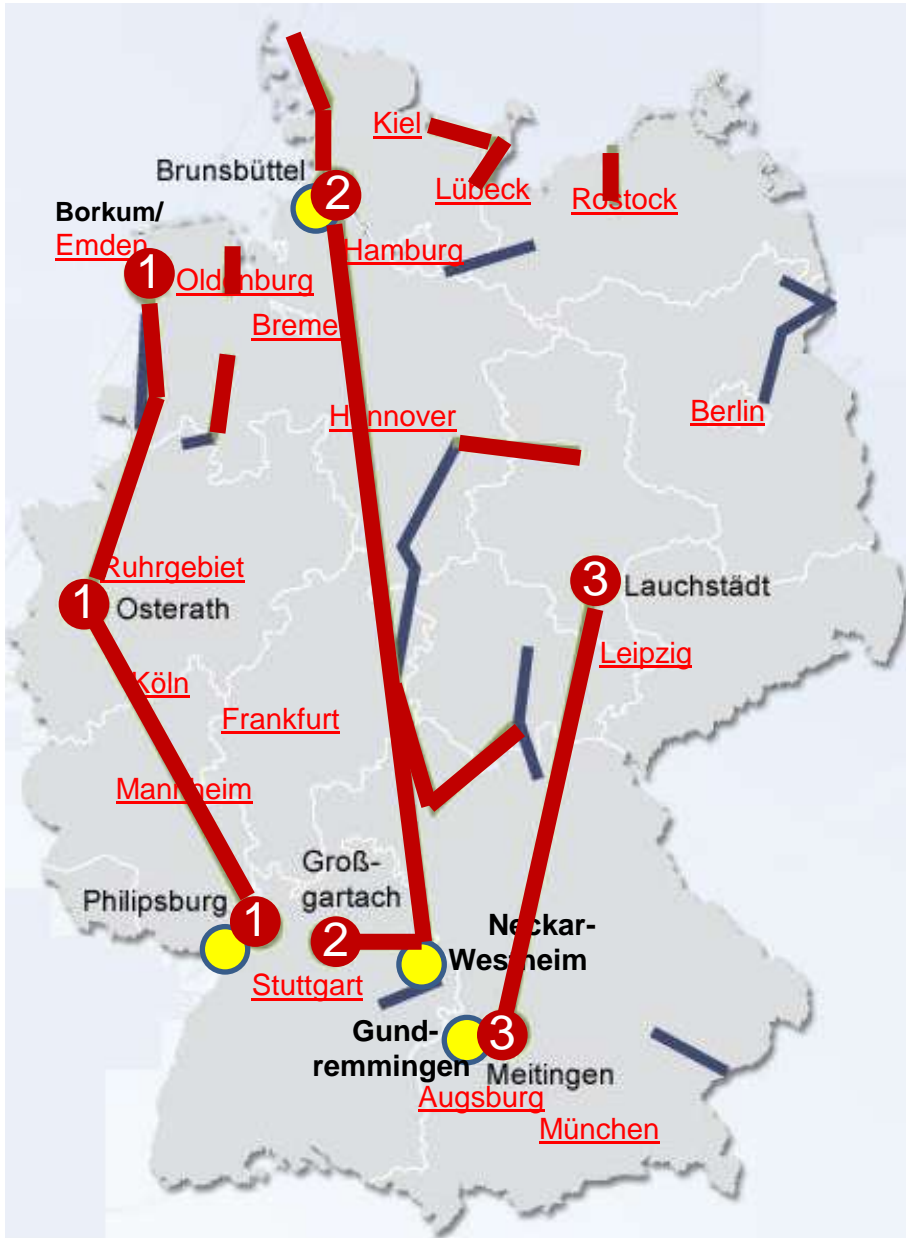 Kiel
Brunsbüttel
2
Lübeck
Rostock
Borkum/
Emden
Hamburg
1
Oldenburg
Breme
Hannover
Berlin
Ruhrgebiet
3
Lauchstädt
1
Osterath
Leipzig
Köln
Frankfurt
Mannheim
Groß-
gartach
Philipsburg
1
2
Neckar-
Westheim
Stuttgart
Gund-
remmingen
3
Meitingen
Augsburg
München